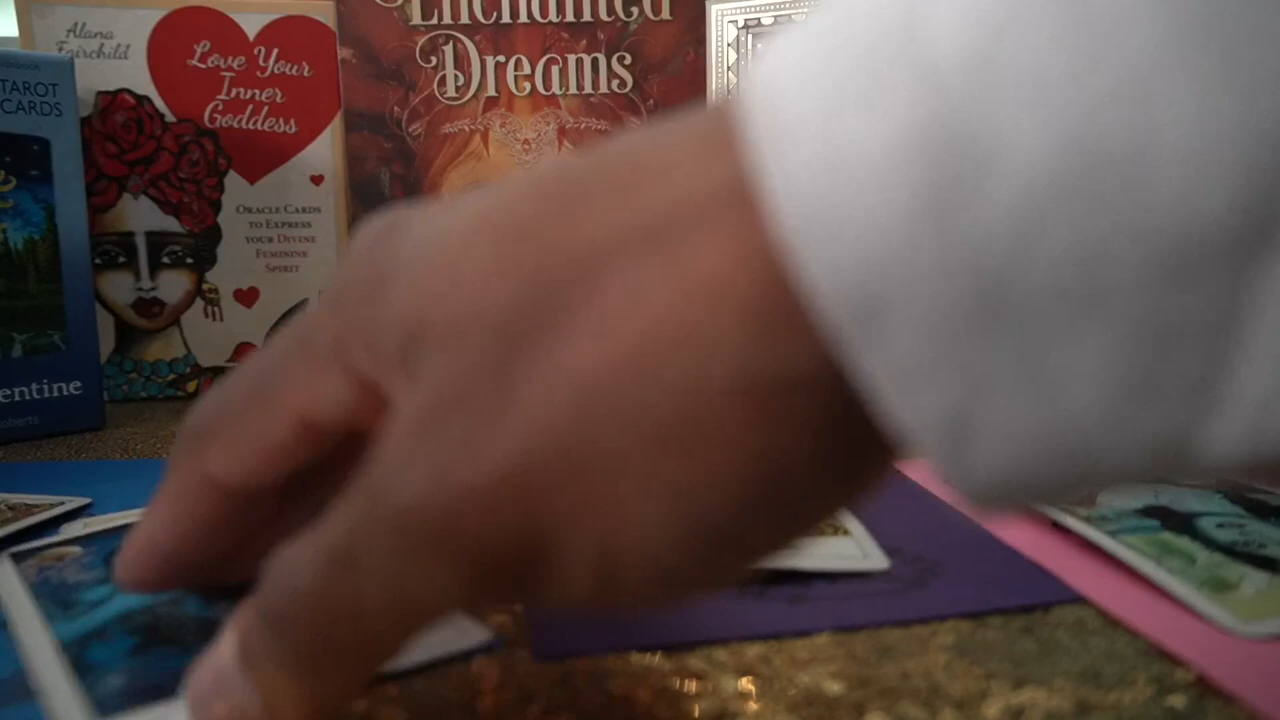 TAROT
CARDS
entine
oberts
Alana
Fairchild
Love Your
Inner
Goddess
ORACLE CARDS
TO EXPRESS
YOUR DIVINE
FEMININE
SPIRIT
Enchanted
Dreams